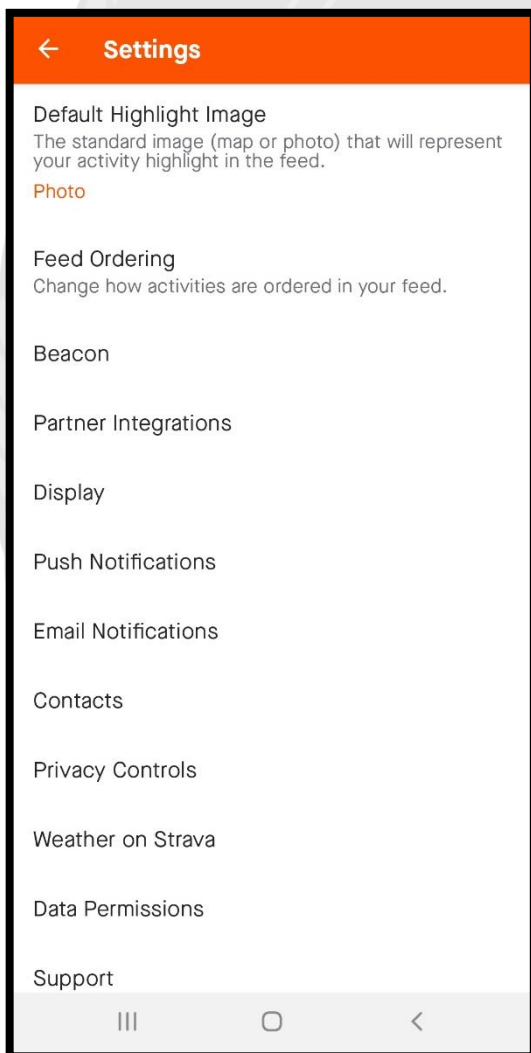 Settings
Default Highlight Image
The standard image (map or photo) that will represent
your activity highlight in the feed.
Photo
Feed Ordering
Change how activities are ordered in your feed.
Beacon
Partner Integrations
Display
Push Notifications
Email Notifications
Contacts
Privacy Controls
Weather on Strava
Data Permissions
Support